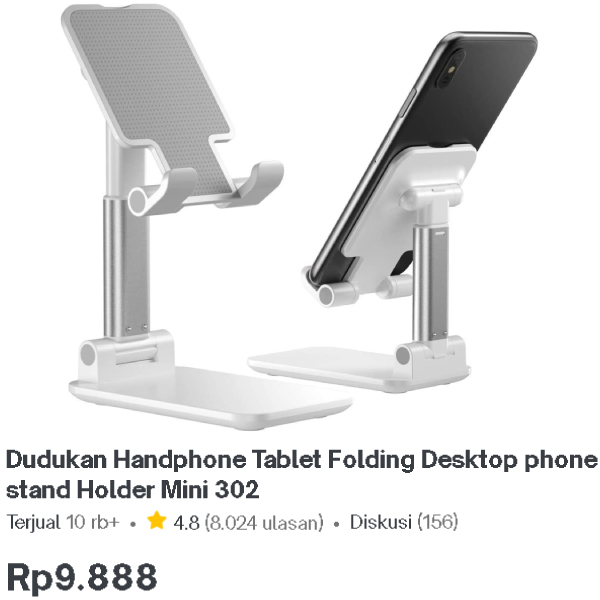 Dudukan Handphone Tablet Folding Desktop phone
stand Holder Mini 302
Terjual 10 rb+ • 4.8 (8.024 ulasan) • Diskusi (156)
Rp9.888